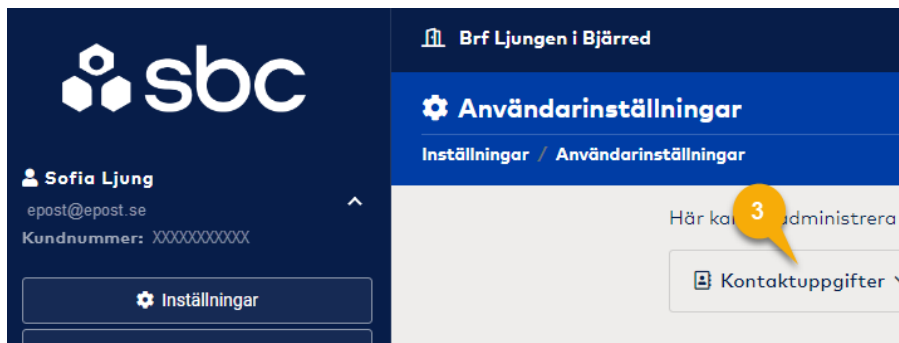 sbc
Sofia Ljung
epost@epost.se
Kundnummer: XXXXXXXXXXX
Inställningar
Brf Ljungen i Bjärred
Användarinställningar
Inställningar / Användarinställningar
Här administrera
3
Kontaktuppgifter